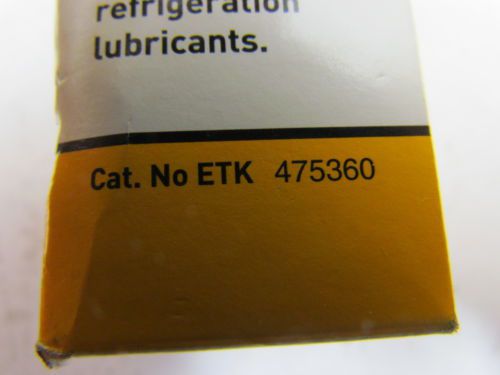 refrigeration
lubricants.
Cat. No ETK 475360